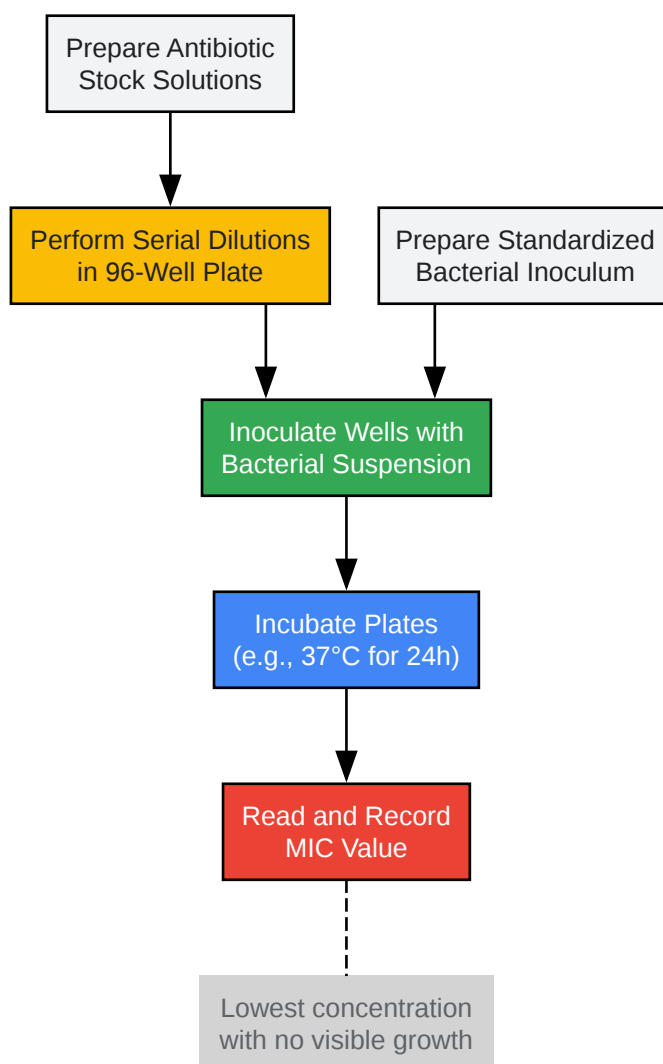 Prepare Antibiotic
Stock Solutions
Perform Serial Dilutions
in 96-Well Plate
Prepare Standardized
Bacterial Inoculum
Inoculate Wells with
Bacterial Suspension
Incubate Plates
(e.g., 37°C for 24h)
Read and Record
MIC Value
Lowest concentration
with no visible growth